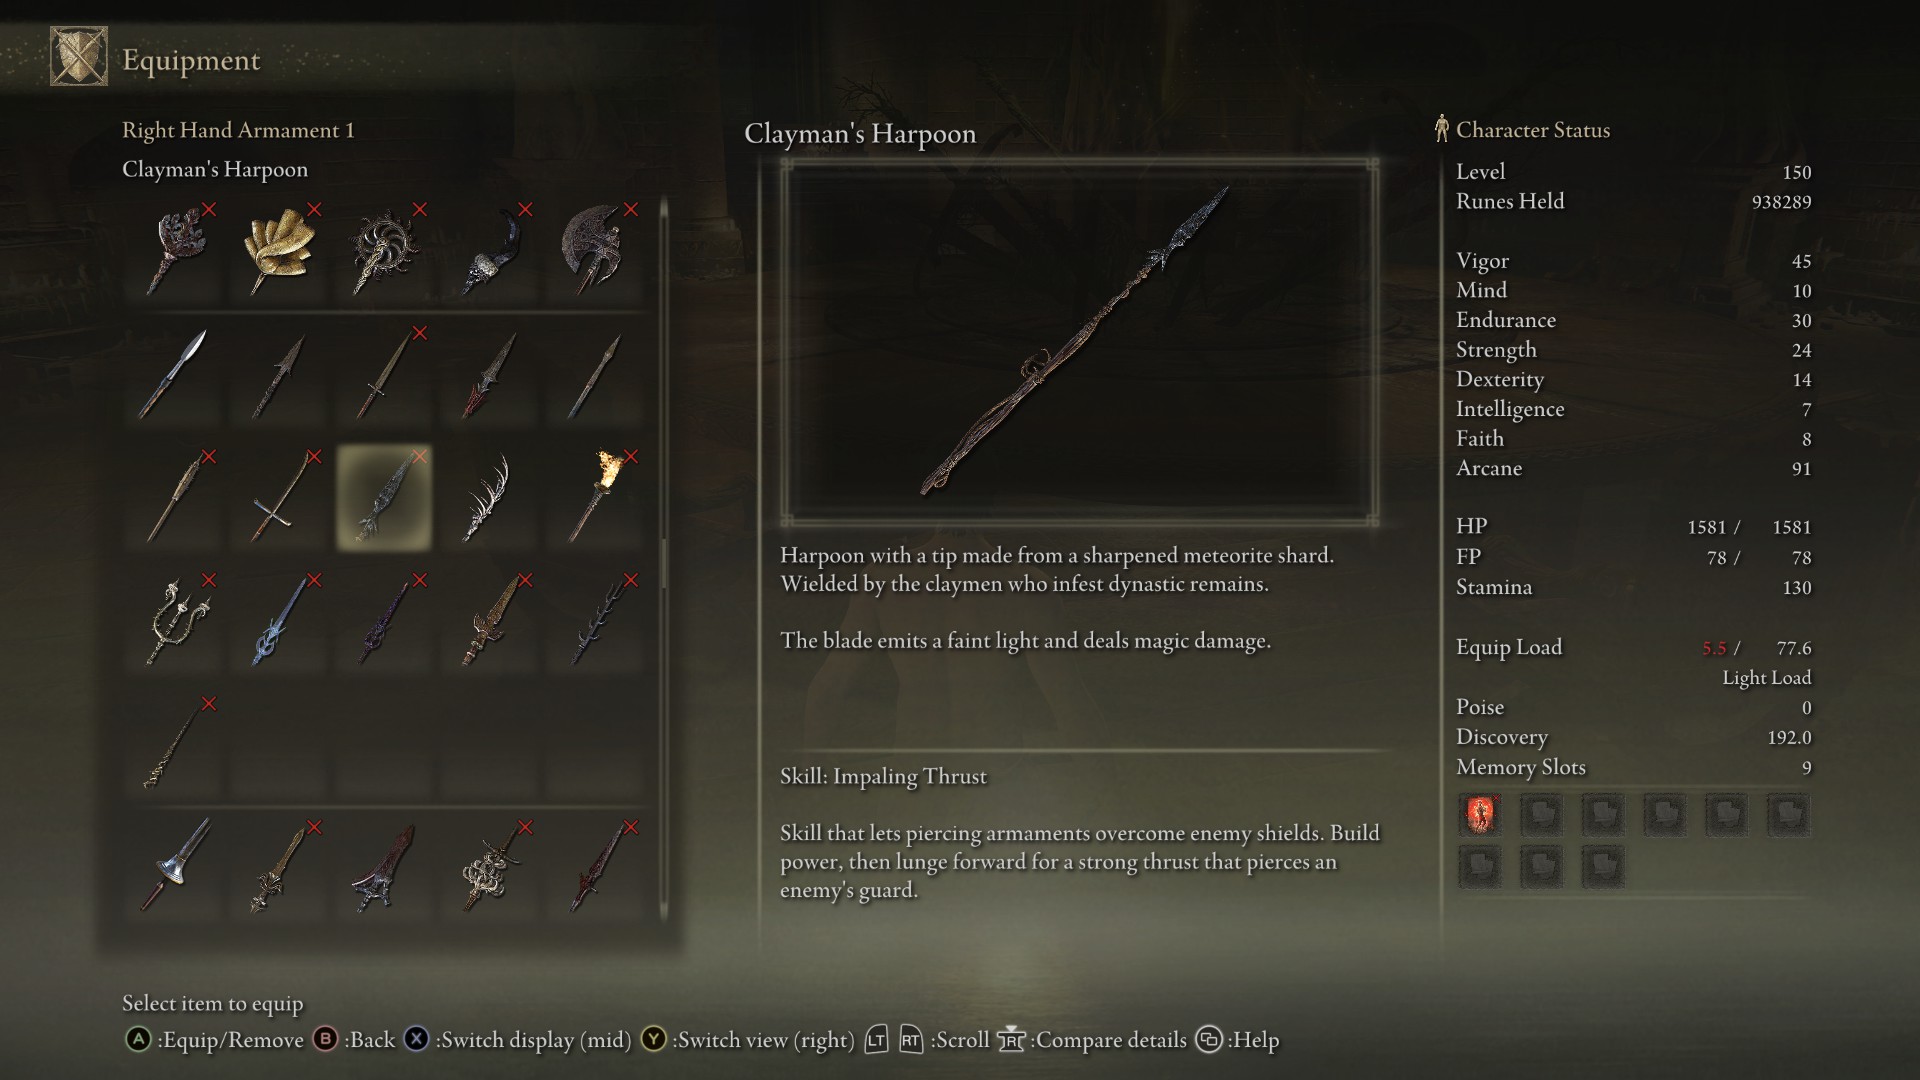 Equipment
Right Hand Armament 1
Clayman's Harpoon
Clayman's Harpoon
Harpoon with a tip made from a sharpened meteorite shard.
Wielded by the claymen who infest dynastic remains.
The blade emits a faint light and deals magic damage.
Skill: Impaling Thrust
Skill that lets piercing armaments overcome enemy shields. Build
power, then lunge forward for a strong thrust that pierces an
enemy's guard.
Character Status
Level 150
Runes Held 938289
Vigor 45
Mind 10
Endurance 30
Strength 24
Dexterity 14
Intelligence 7
Faith 8
Arcane 91
HP 1581 / 1581
FP 78 / 78
Stamina 130
Equip Load 5.5 / 77.6
Light Load
Poise 0
Discovery 192.0
Memory Slots 9
Select item to equip
A :Equip/Remove B :Back X :Switch display (mid) Y :Switch view (right) LT RT :Scroll R :Compare details :Help